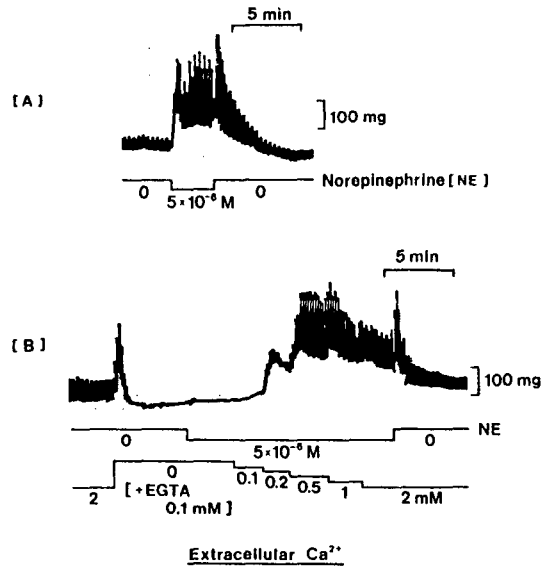 5 min
[A]
100 mg
0 0 Norepinephrine [NE]
5×10⁻⁶ M
5 min
[B]
100 mg
0 0 NE
5×10⁻⁶ M
0 0.1 0.2 0.5 1 2 mM
2 [+EGTA
0.1 mM]
Extracellular Ca²⁺